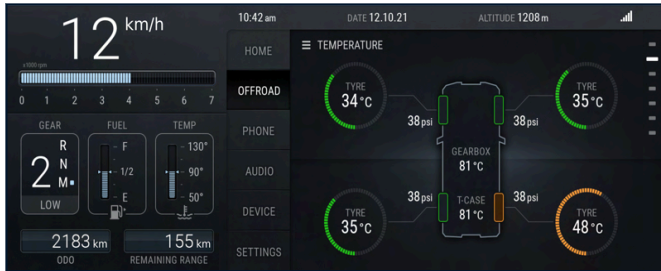 12 km/h
x1000 rpm
0 1 2 3 4 5 6 7
GEAR FUEL TEMP
R
N
M
2
LOW
F
1/2
E
130°
90°
50°
2183 km
ODO
155 km
REMAINING RANGE
10:42 am
DATE 12.10.21
ALTITUDE 1208 m
HOME
OFFROAD
PHONE
AUDIO
DEVICE
SETTINGS
TEMPERATURE
TYRE
34 °C
38 psi
38 psi
TYRE
35 °C
GEARBOX
81 °C
T-CASE
81 °C
TYRE
35 °C
38 psi
38 psi
TYRE
48 °C